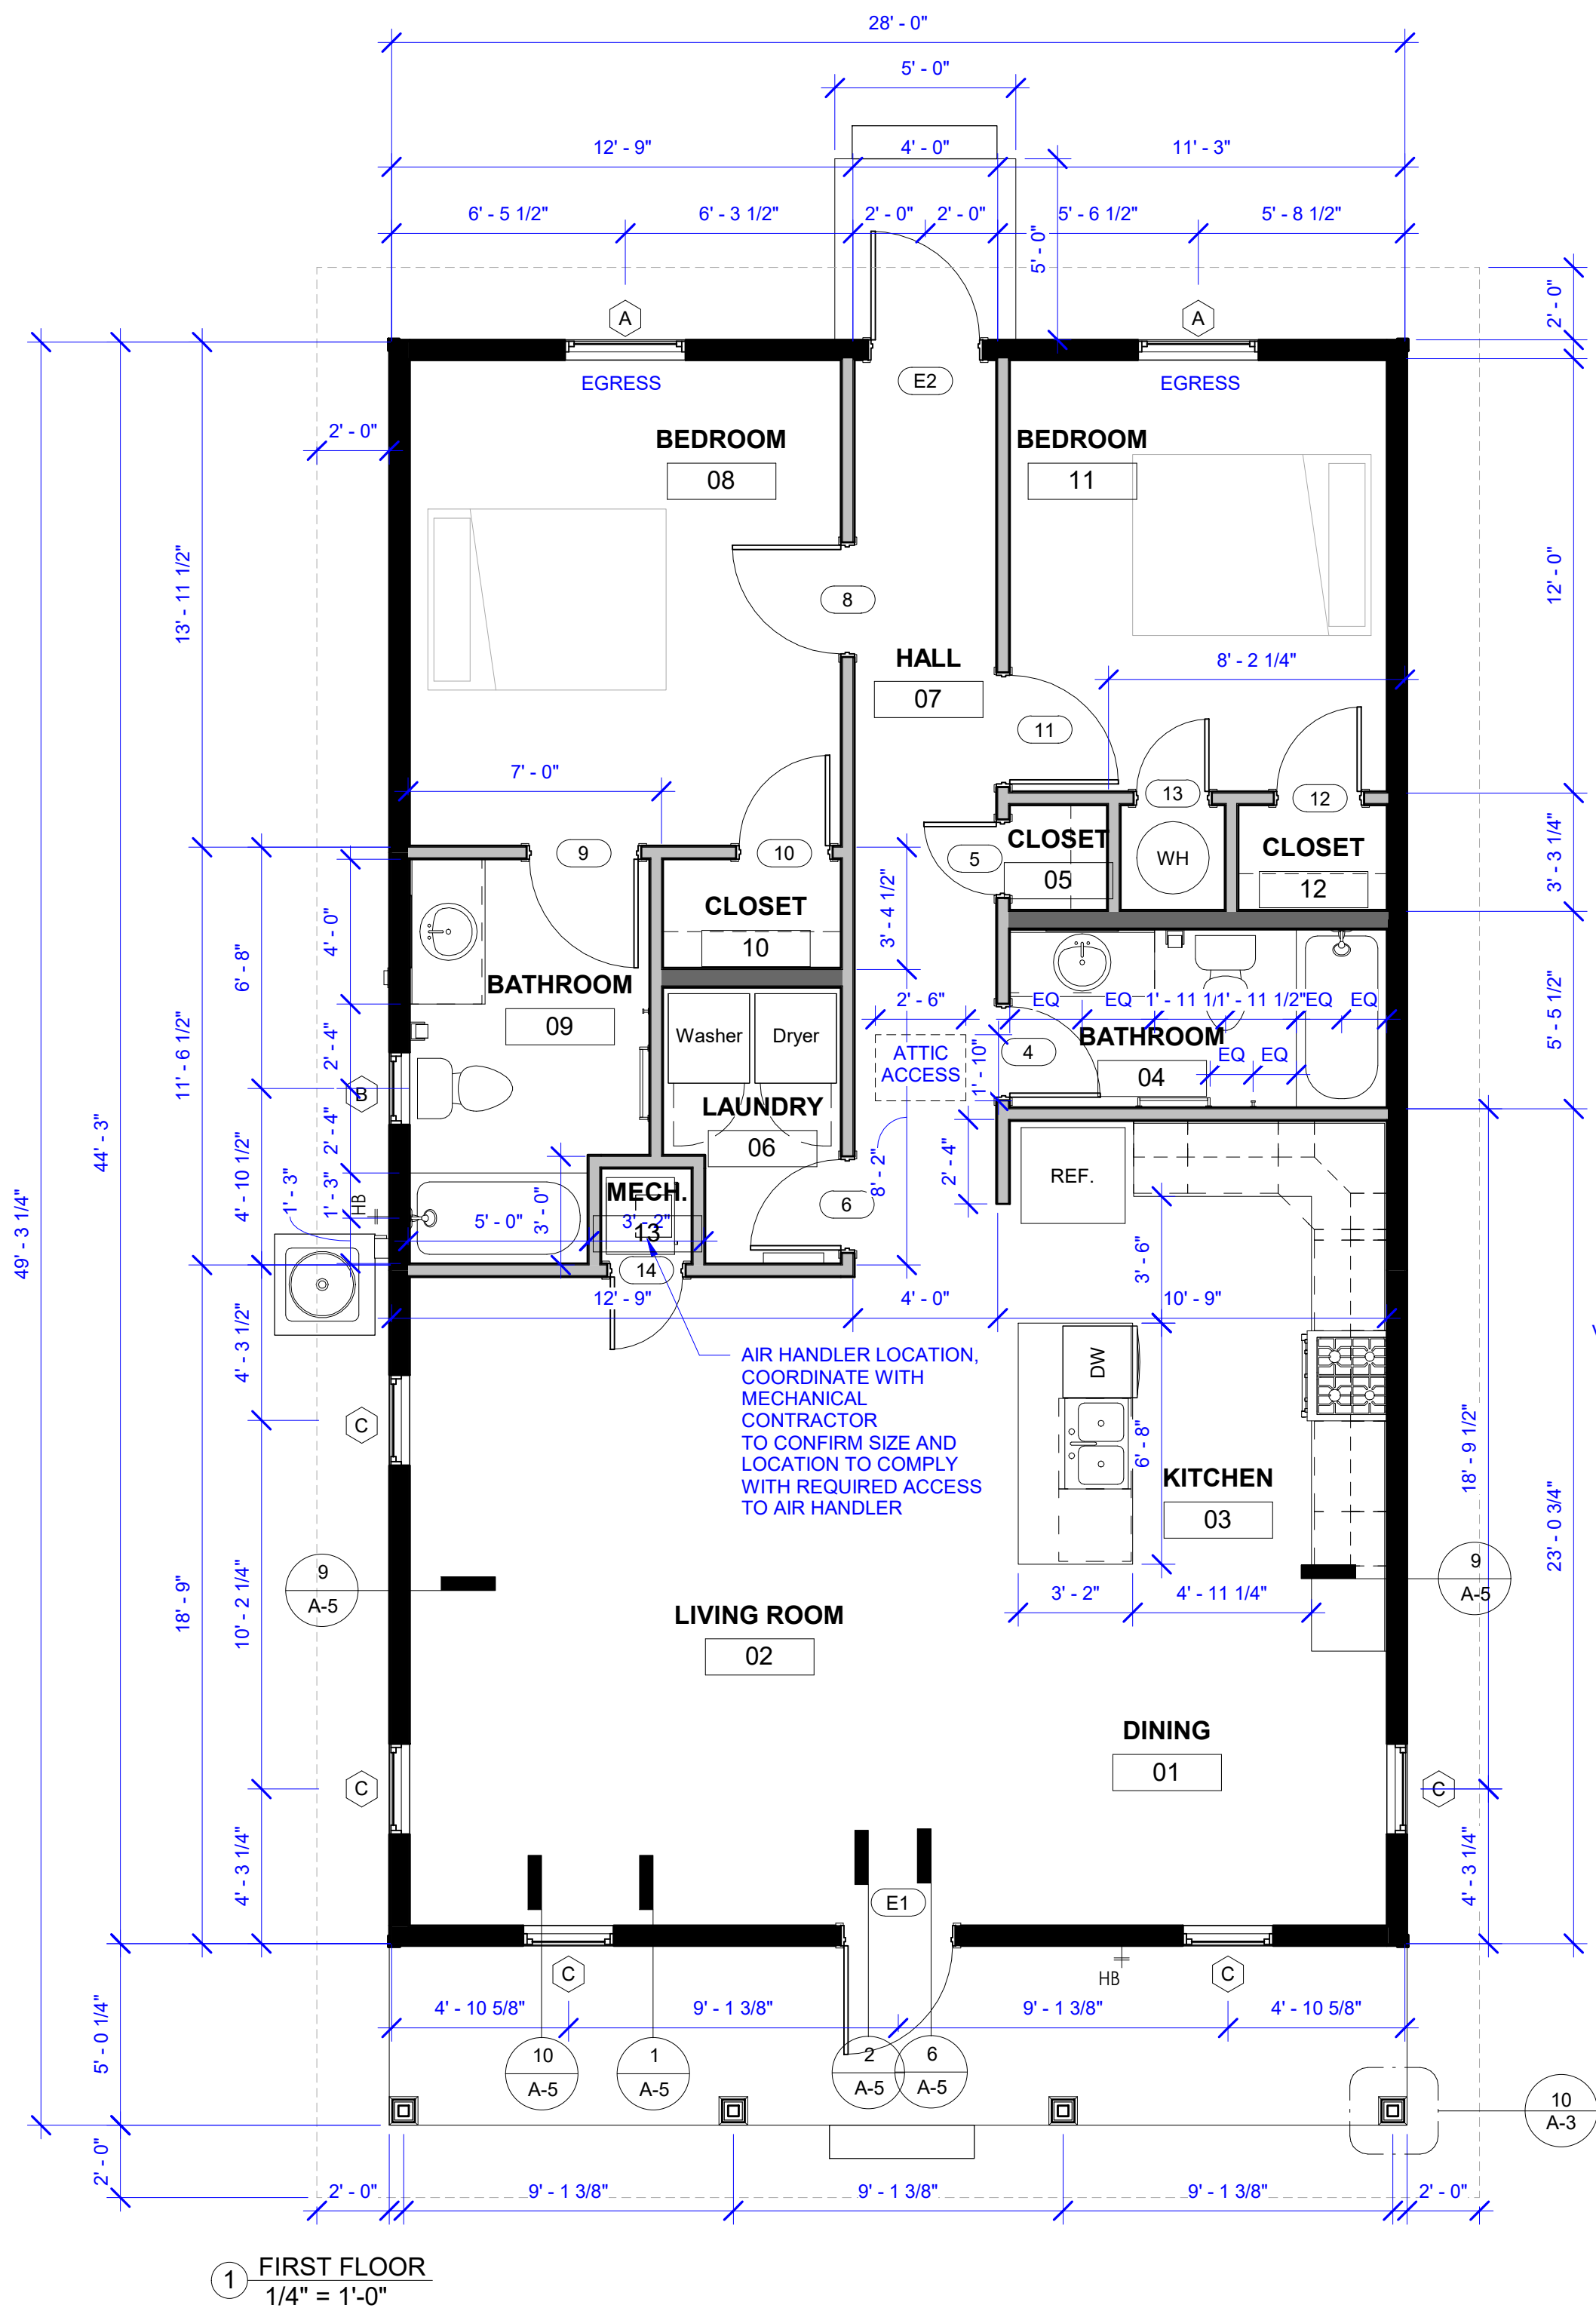 28' - 0"
5' - 0"
12' - 9"
4' - 0"
11' - 3"
6' - 5 1/2"
6' - 3 1/2"
2' - 0"
2' - 0"
5' - 6 1/2"
5' - 8 1/2"
5' - 0"
2' - 0"
A
A
EGRESS
E2
EGRESS
2' - 0"
BEDROOM
08
BEDROOM
11
13' - 11 1/2"
12' - 0"
8
HALL
07
8' - 2 1/4"
11
7' - 0"
13
12
9
10
5
CLOSET
05
WH
CLOSET
12
3' - 3 1/4"
CLOSET
10
3' - 4 1/2"
4' - 0"
6' - 8"
BATHROOM
09
2' - 6"
EQ
EQ
1' - 11 1/
1' - 11 1/2"
EQ
EQ
5' - 5 1/2"
Washer
Dryer
ATTIC
ACCESS
1' - 10"
4
BATHROOM
04
EQ
EQ
11' - 6 1/2"
2' - 4"
B
LAUNDRY
06
44' - 3"
2' - 4"
8' - 2"
2' - 4"
REF.
49' - 3 1/4"
4' - 10 1/2"
1' - 3"
1' - 3"
HB
5' - 0"
3' - 0"
MECH.
13
3' - 2"
6
14
3' - 6"
12' - 9"
4' - 0"
10' - 9"
4' - 3 1/2"
AIR HANDLER LOCATION,
COORDINATE WITH
MECHANICAL
CONTRACTOR
TO CONFIRM SIZE AND
LOCATION TO COMPLY
WITH REQUIRED ACCESS
TO AIR HANDLER
DW
C
6' - 8"
18' - 9 1/2"
KITCHEN
03
23' - 0 3/4"
9
A-5
9
A-5
18' - 9"
10' - 2 1/4"
3' - 2"
4' - 11 1/4"
LIVING ROOM
02
DINING
01
C
C
4' - 3 1/4"
4' - 3 1/4"
E1
C
HB
C
4' - 10 5/8"
9' - 1 3/8"
9' - 1 3/8"
4' - 10 5/8"
5' - 0 1/4"
10
A-5
1
A-5
2
A-5
6
A-5
10
A-3
2' - 0"
2' - 0"
9' - 1 3/8"
9' - 1 3/8"
9' - 1 3/8"
2' - 0"
1
FIRST FLOOR
1/4" = 1'-0"